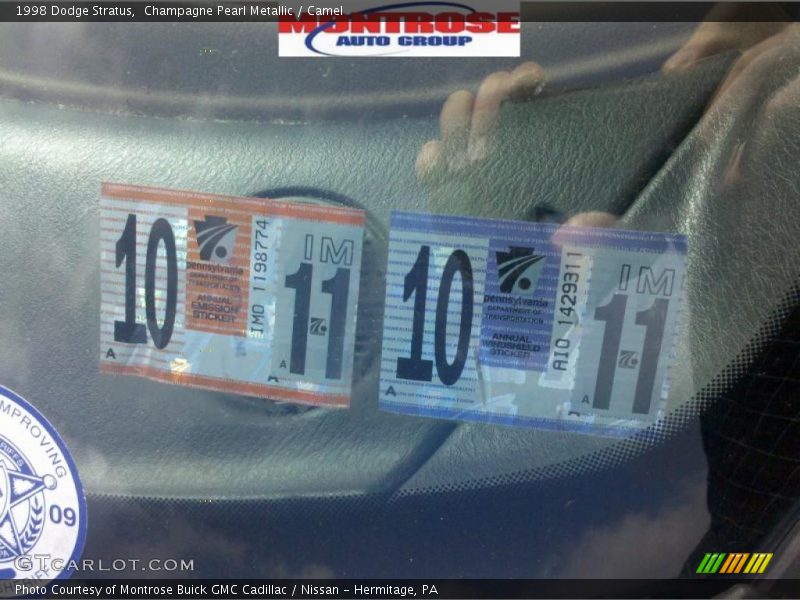 1998 Dodge Stratus, Champagne Pearl Metallic / Camel
MONTROSE
AUTO GROUP
10
pennsylvania
DEPARTMENT OF
TRANSPORTATION
ANNUAL
EMISSION
STICKER
A
IMO 1198774
IM
11
A
10
pennsylvania
DEPARTMENT OF
TRANSPORTATION
ANNUAL
WINDSHIELD
STICKER
A
AIO 1429311
IM
11
A
IMPROVING
09
GTCARLOT.COM
Photo Courtesy of Montrose Buick GMC Cadillac / Nissan - Hermitage, PA